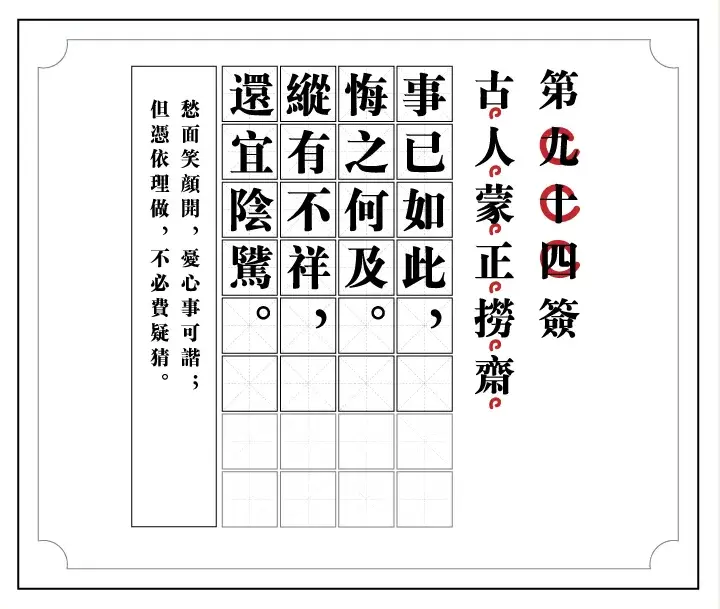 第九十四簽
古人蒙正撈齋
事已如此，
悔之何及。
縱有不祥，
還宜陰騭。
愁面笑顔開，憂心事可諧；
但憑依理做，不必費疑猜。